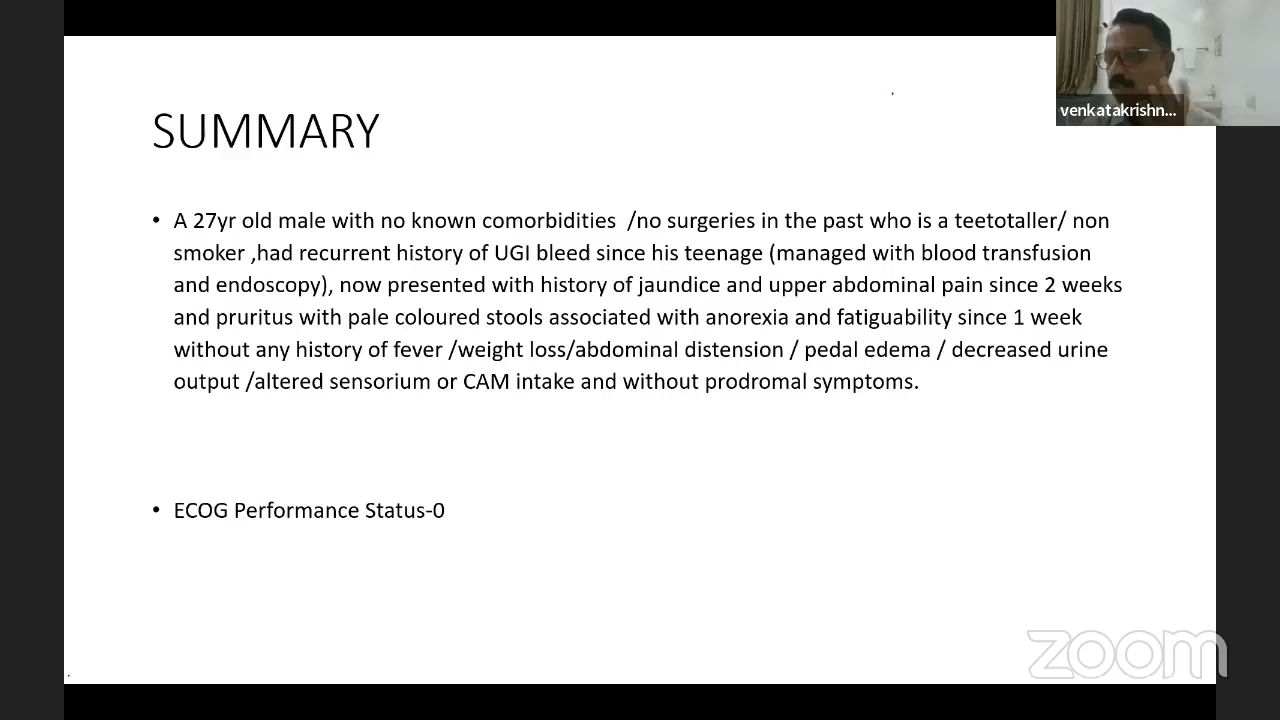 venkatakrishn...
SUMMARY
• A 27yr old male with no known comorbidities /no surgeries in the past who is a teetotaller/ non
smoker ,had recurrent history of UGI bleed since his teenage (managed with blood transfusion
and endoscopy), now presented with history of jaundice and upper abdominal pain since 2 weeks
and pruritus with pale coloured stools associated with anorexia and fatiguability since 1 week
without any history of fever /weight loss/abdominal distension / pedal edema / decreased urine
output /altered sensorium or CAM intake and without prodromal symptoms.
• ECOG Performance Status-0
zoom